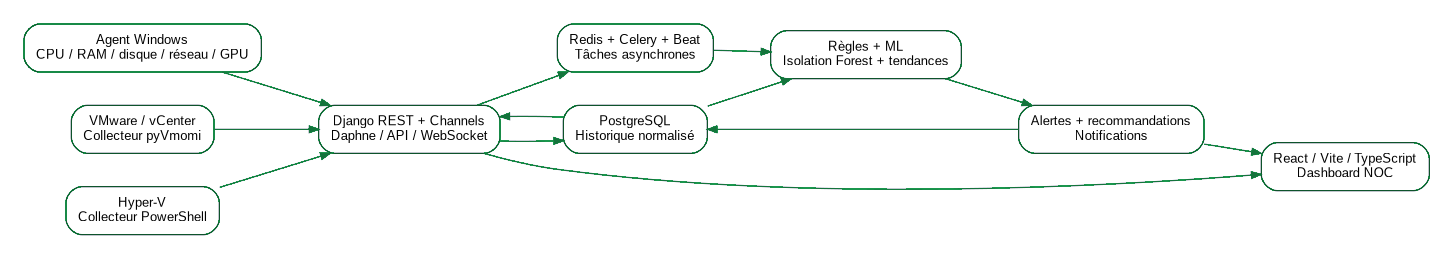 Agent Windows
CPU / RAM / disque / réseau / GPU
VMware / vCenter
Collecteur pyVmomi
Hyper-V
Collecteur PowerShell
Django REST + Channels
Daphne / API / WebSocket
Redis + Celery + Beat
Tâches asynchrones
PostgreSQL
Historique normalisé
Règles + ML
Isolation Forest + tendances
Alertes + recommandations
Notifications
React / Vite / TypeScript
Dashboard NOC